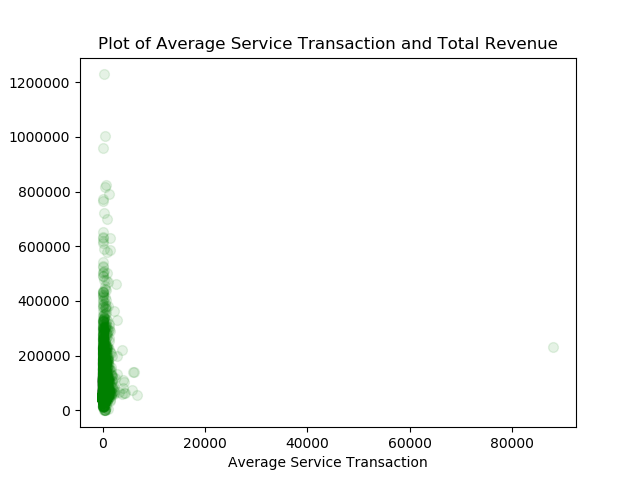 Plot of Average Service Transaction and Total Revenue
1200000
1000000
800000
600000
400000
200000
0
0 20000 40000 60000 80000
Average Service Transaction